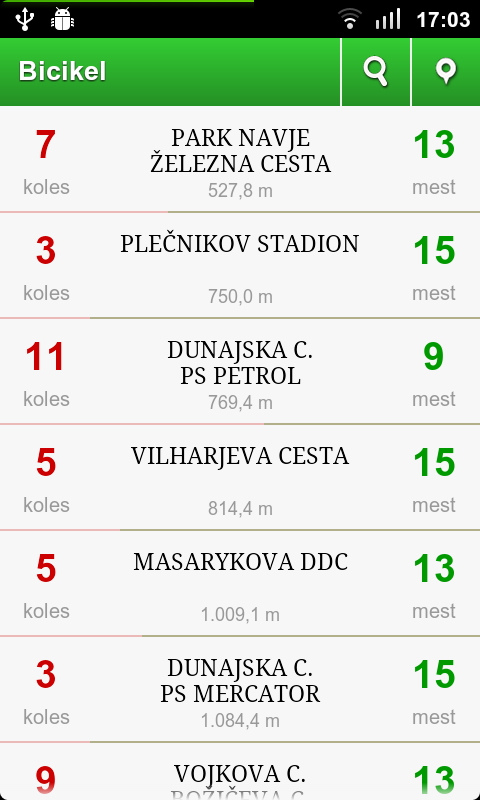 17:03
Bicikel
7 PARK NAVJE 13
ŽELEZNA CESTA
koles 527,8 m mest
3 PLEČNIKOV STADION 15
koles 750,0 m mest
11 DUNAJSKA C. 9
PS PETROL
koles 769,4 m mest
5 VILHARJEVA CESTA 15
koles 814,4 m mest
5 MASARYKOVA DDC 13
koles 1.009,1 m mest
3 DUNAJSKA C. 15
PS MERCATOR
koles 1.084,4 m mest
9 VOJKOVA C. 13
BOŽIČEVA C.